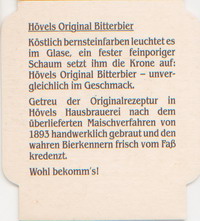 Hövels Original Bitterbier
Köstlich bernsteinfarben leuchtet es
im Glase, ein fester feinporiger
Schaum setzt ihm die Krone auf:
Hövels Original Bitterbier – unver-
gleichlich im Geschmack.
Getreu der Originalrezeptur in
Hövels Hausbrauerei nach dem
überlieferten Maischverfahren von
1893 handwerklich gebraut und den
wahren Bierkennern frisch vom Faß
kredenzt.
Wohl bekomm's!